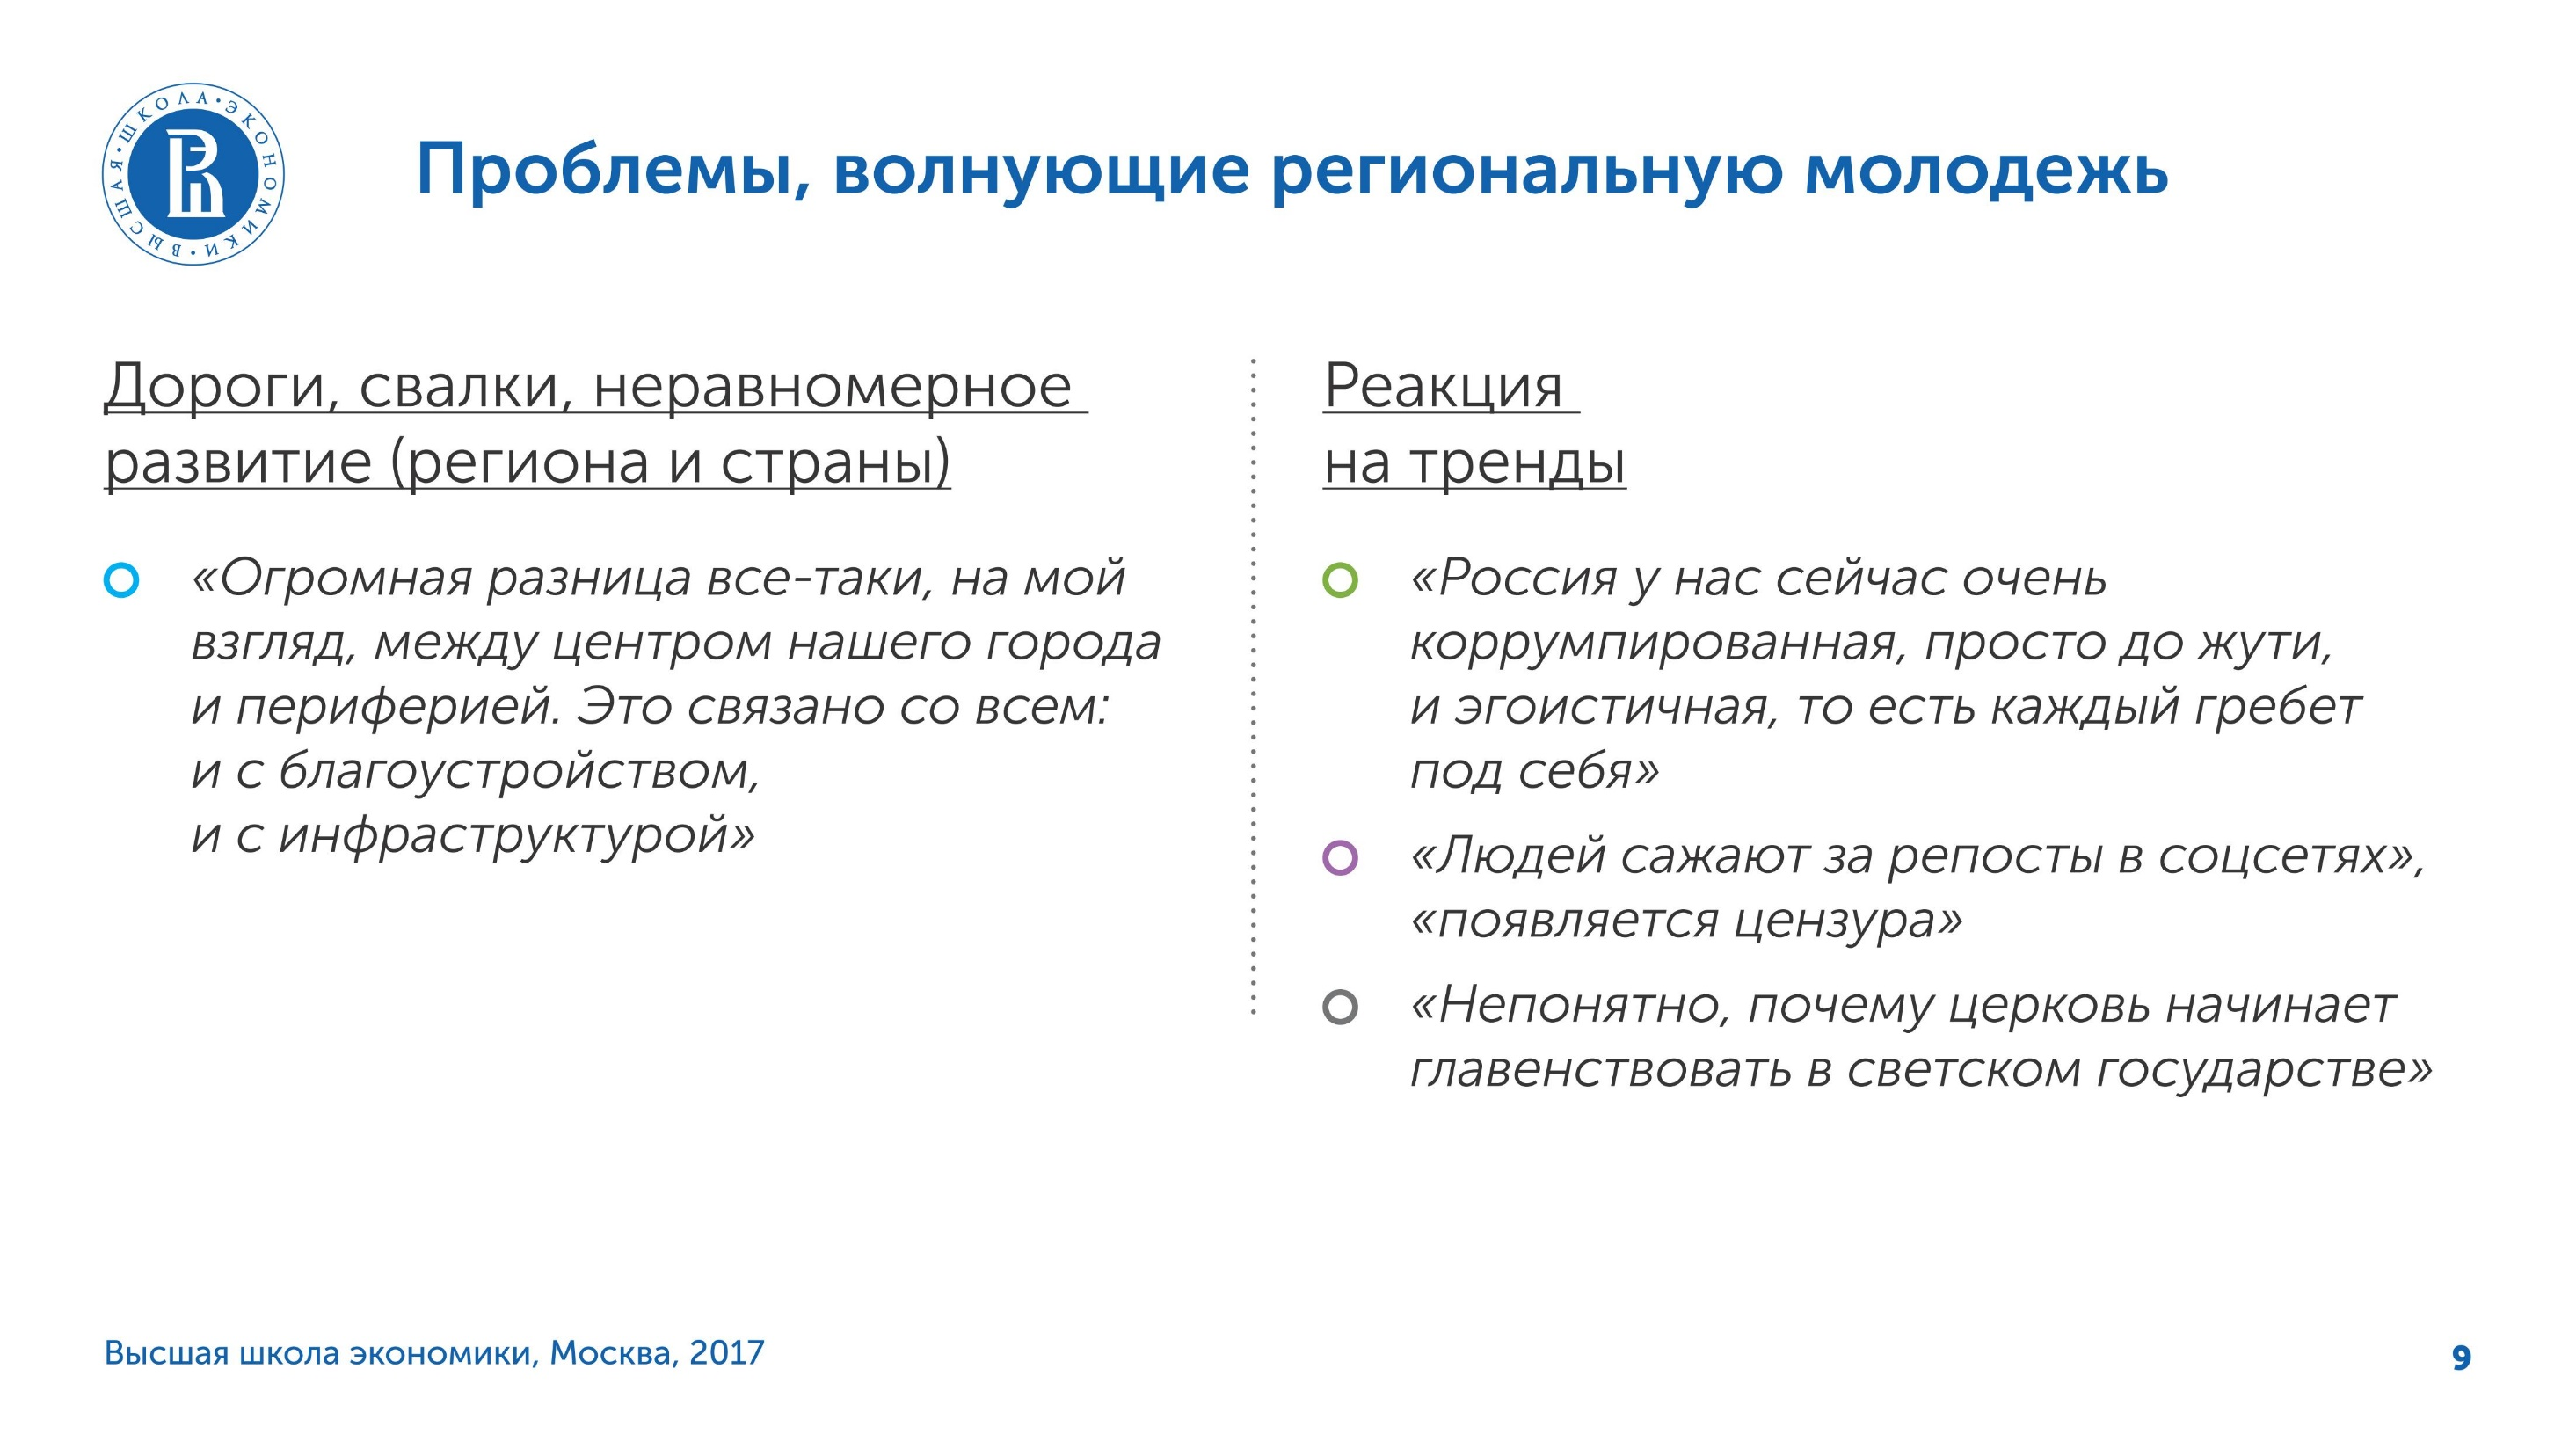 ВЫСШАЯ • ШКОЛА • ЭКОНОМИКИ •
Проблемы, волнующие региональную молодежь
Дороги, свалки, неравномерное
развитие (региона и страны)
«Огромная разница все-таки, на мой
взгляд, между центром нашего города
и периферией. Это связано со всем:
и с благоустройством,
и с инфраструктурой»
Реакция
на тренды
«Россия у нас сейчас очень
коррумпированная, просто до жути,
и эгоистичная, то есть каждый гребет
под себя»
«Людей сажают за репосты в соцсетях»,
«появляется цензура»
«Непонятно, почему церковь начинает
главенствовать в светском государстве»
Высшая школа экономики, Москва, 2017
9